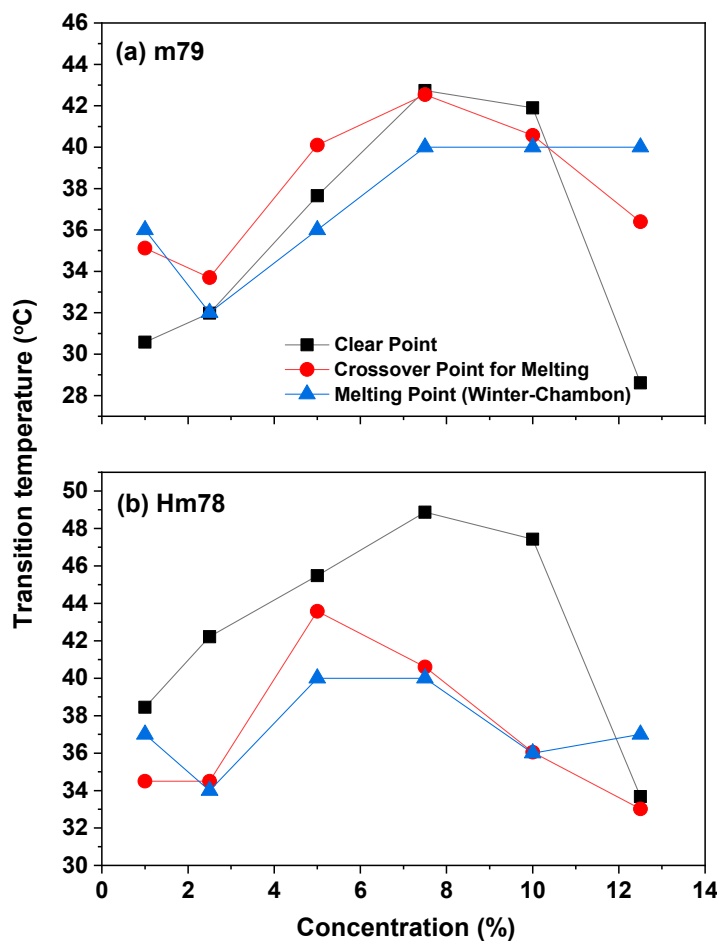 (a) m79
46
44
42
40
38
36
34
32
30
28
Clear Point
Crossover Point for Melting
Melting Point (Winter-Chambon)
Transition temperature (°C)
(b) Hm78
50
48
46
44
42
40
38
36
34
32
30
0 2 4 6 8 10 12 14
Concentration (%)